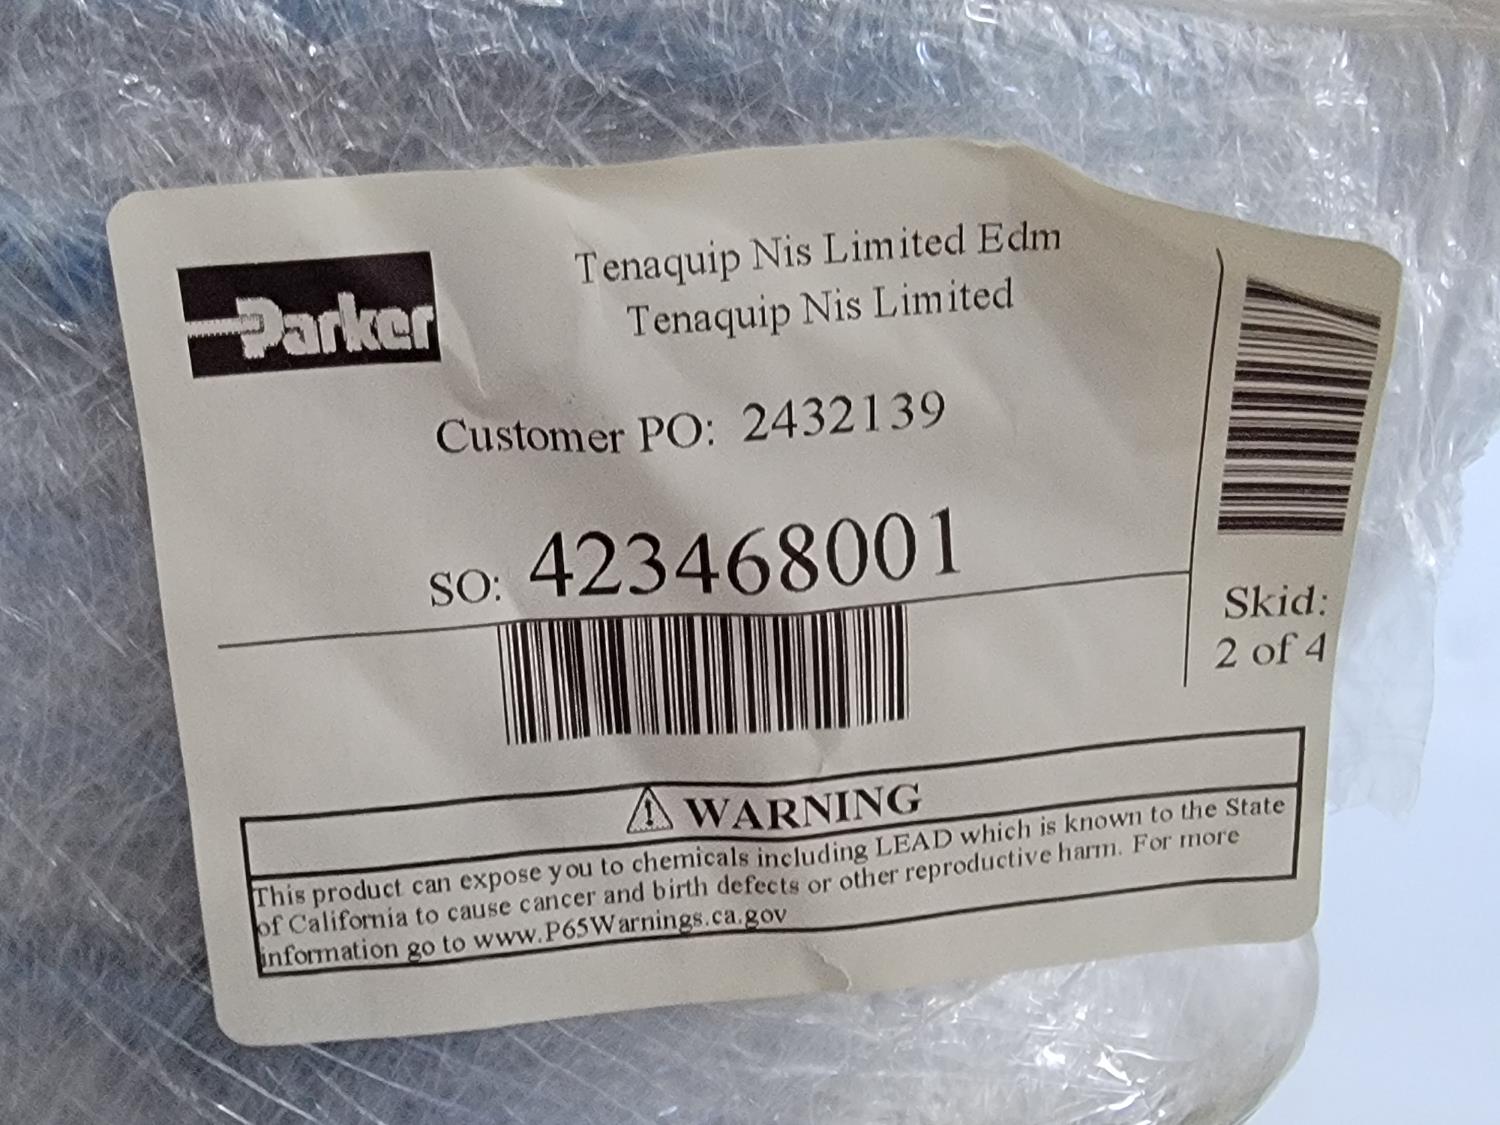 Parker
Tenaquip Nis Limited Edm
Tenaquip Nis Limited
Customer PO: 2432139
SO: 423468001
Skid:
2 of 4
WARNING
This product can expose you to chemicals including LEAD which is known to the State
of California to cause cancer and birth defects or other reproductive harm. For more
information go to www.P65Warnings.ca.gov